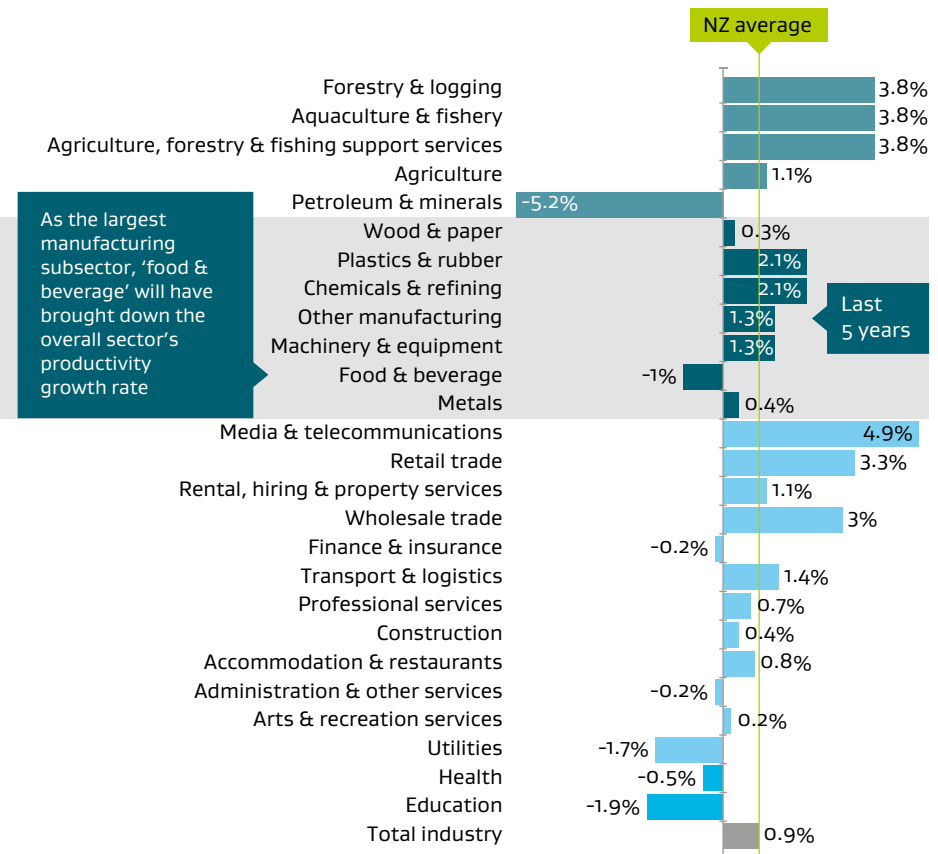 NZ average
Forestry & logging 3.8%
Aquaculture & fishery 3.8%
Agriculture, forestry & fishing support services 3.8%
Agriculture 1.1%
Petroleum & minerals -5.2%
As the largest
manufacturing
subsector, ‘food &
beverage’ will have
brought down the
overall sector’s
productivity
growth rate
Wood & paper 0.3%
Plastics & rubber 2.1%
Chemicals & refining 2.1%
Other manufacturing 1.3%
Machinery & equipment 1.3%
Last
5 years
Food & beverage -1%
Metals 0.4%
Media & telecommunications 4.9%
Retail trade 3.3%
Rental, hiring & property services 1.1%
Wholesale trade 3%
Finance & insurance -0.2%
Transport & logistics 1.4%
Professional services 0.7%
Construction 0.4%
Accommodation & restaurants 0.8%
Administration & other services -0.2%
Arts & recreation services 0.2%
Utilities -1.7%
Health -0.5%
Education -1.9%
Total industry 0.9%